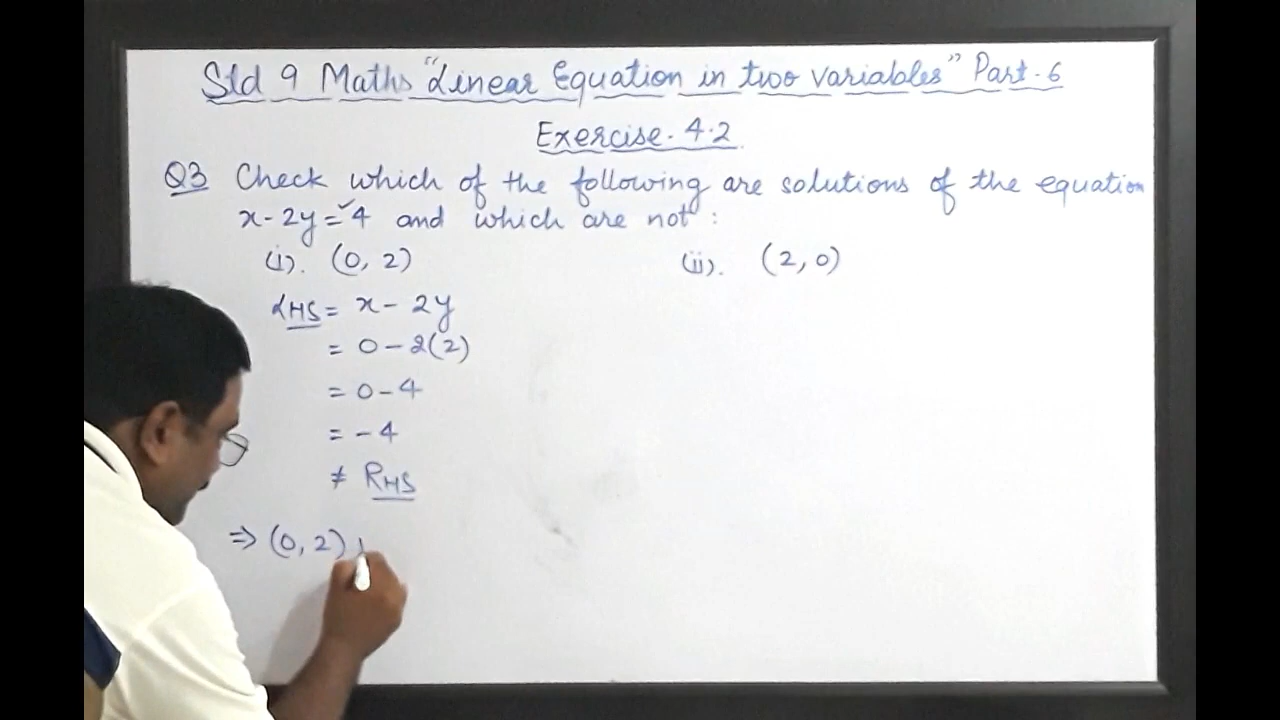 Std 9 Maths "Linear Equation in two variables" Part-6
Exercise-4.2
Q3 Check which of the following are solutions of the equation
x-2y=4 and which are not:
(i). (0, 2)
(ii). (2, 0)
LHS = x - 2y
= 0 - 2(2)
= 0 - 4
= - 4
≠ RHS
⇒ (0, 2)